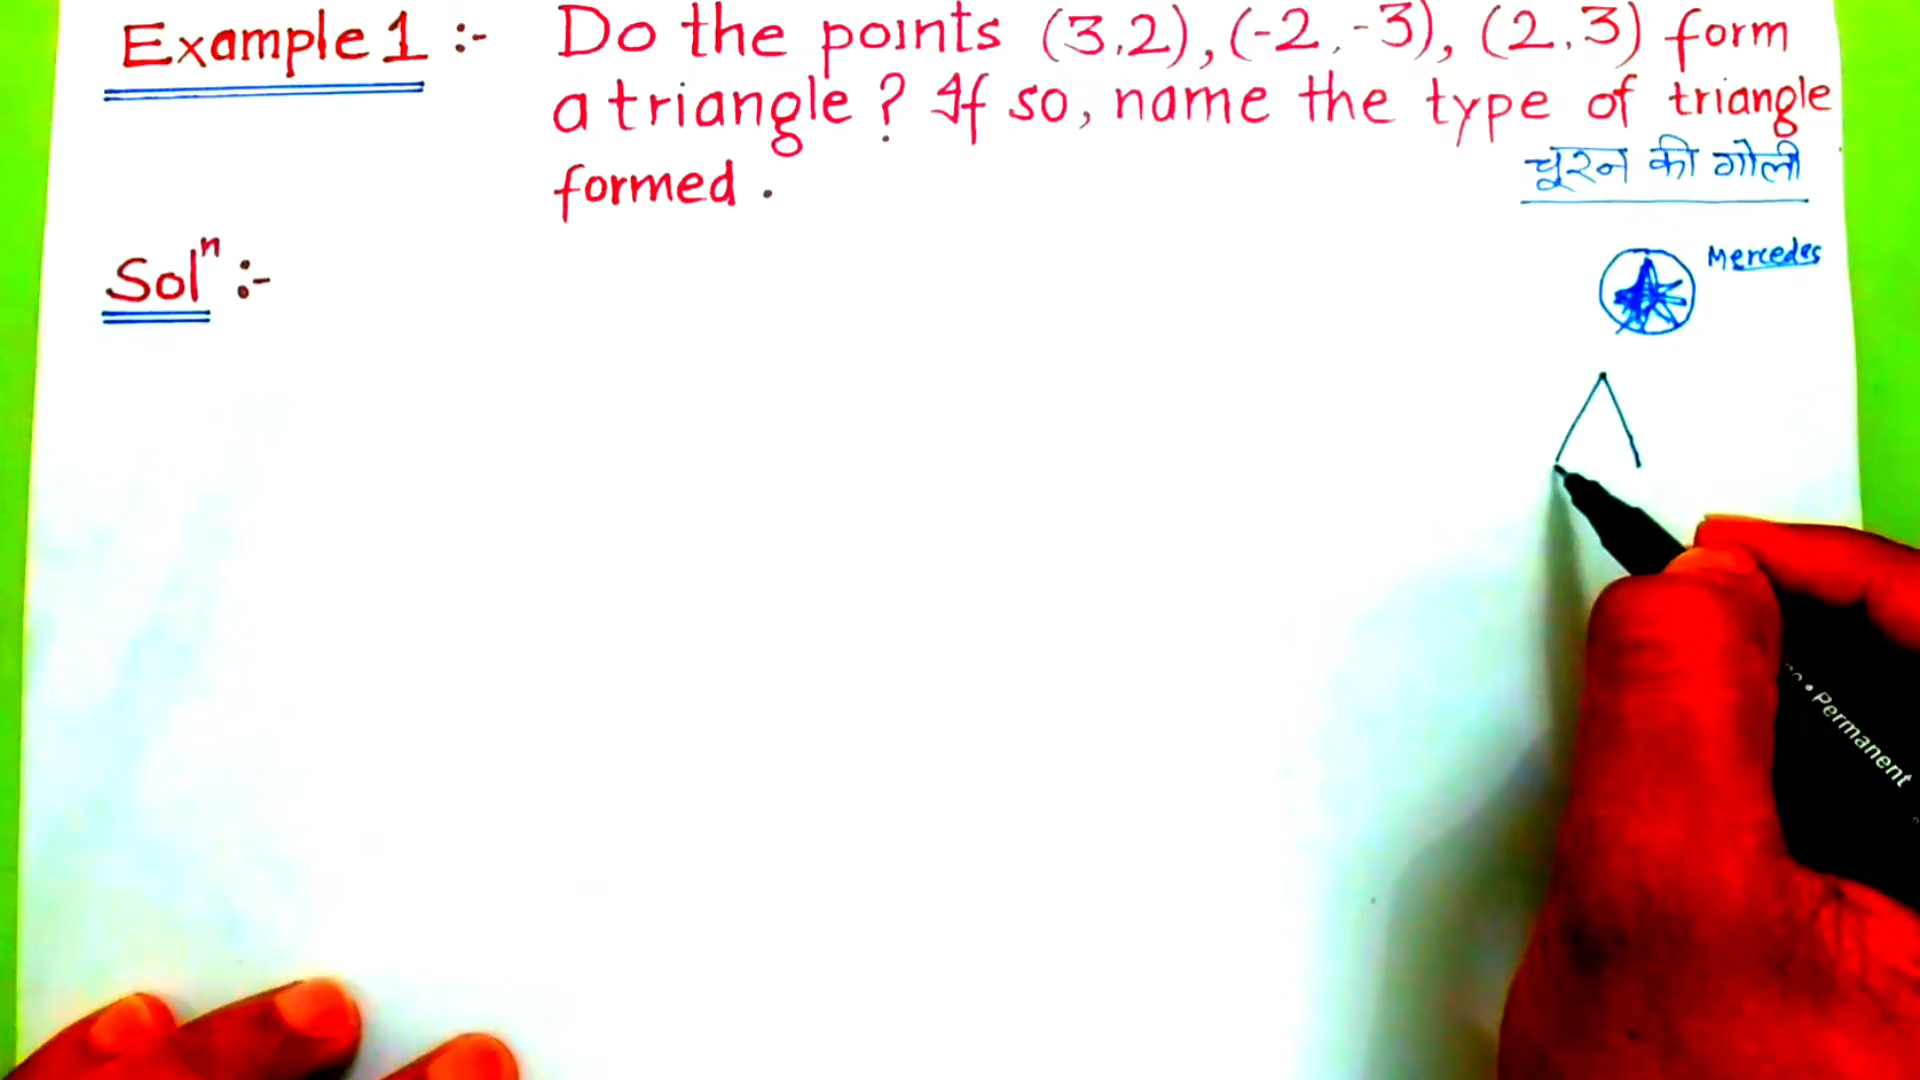 Example 1 :- Do the points (3,2), (-2,-3), (2,3) form
a triangle ? If so, name the type of triangle
formed .
चूरन की गोली
Mercedes
Solⁿ :-
Permanent